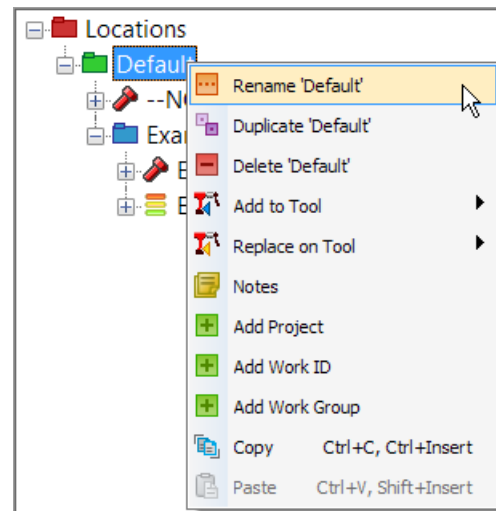 Locations
Default
Rename 'Default'
Duplicate 'Default'
Delete 'Default'
Add to Tool
Replace on Tool
Notes
Add Project
Add Work ID
Add Work Group
Copy Ctrl+C, Ctrl+Insert
Paste Ctrl+V, Shift+Insert